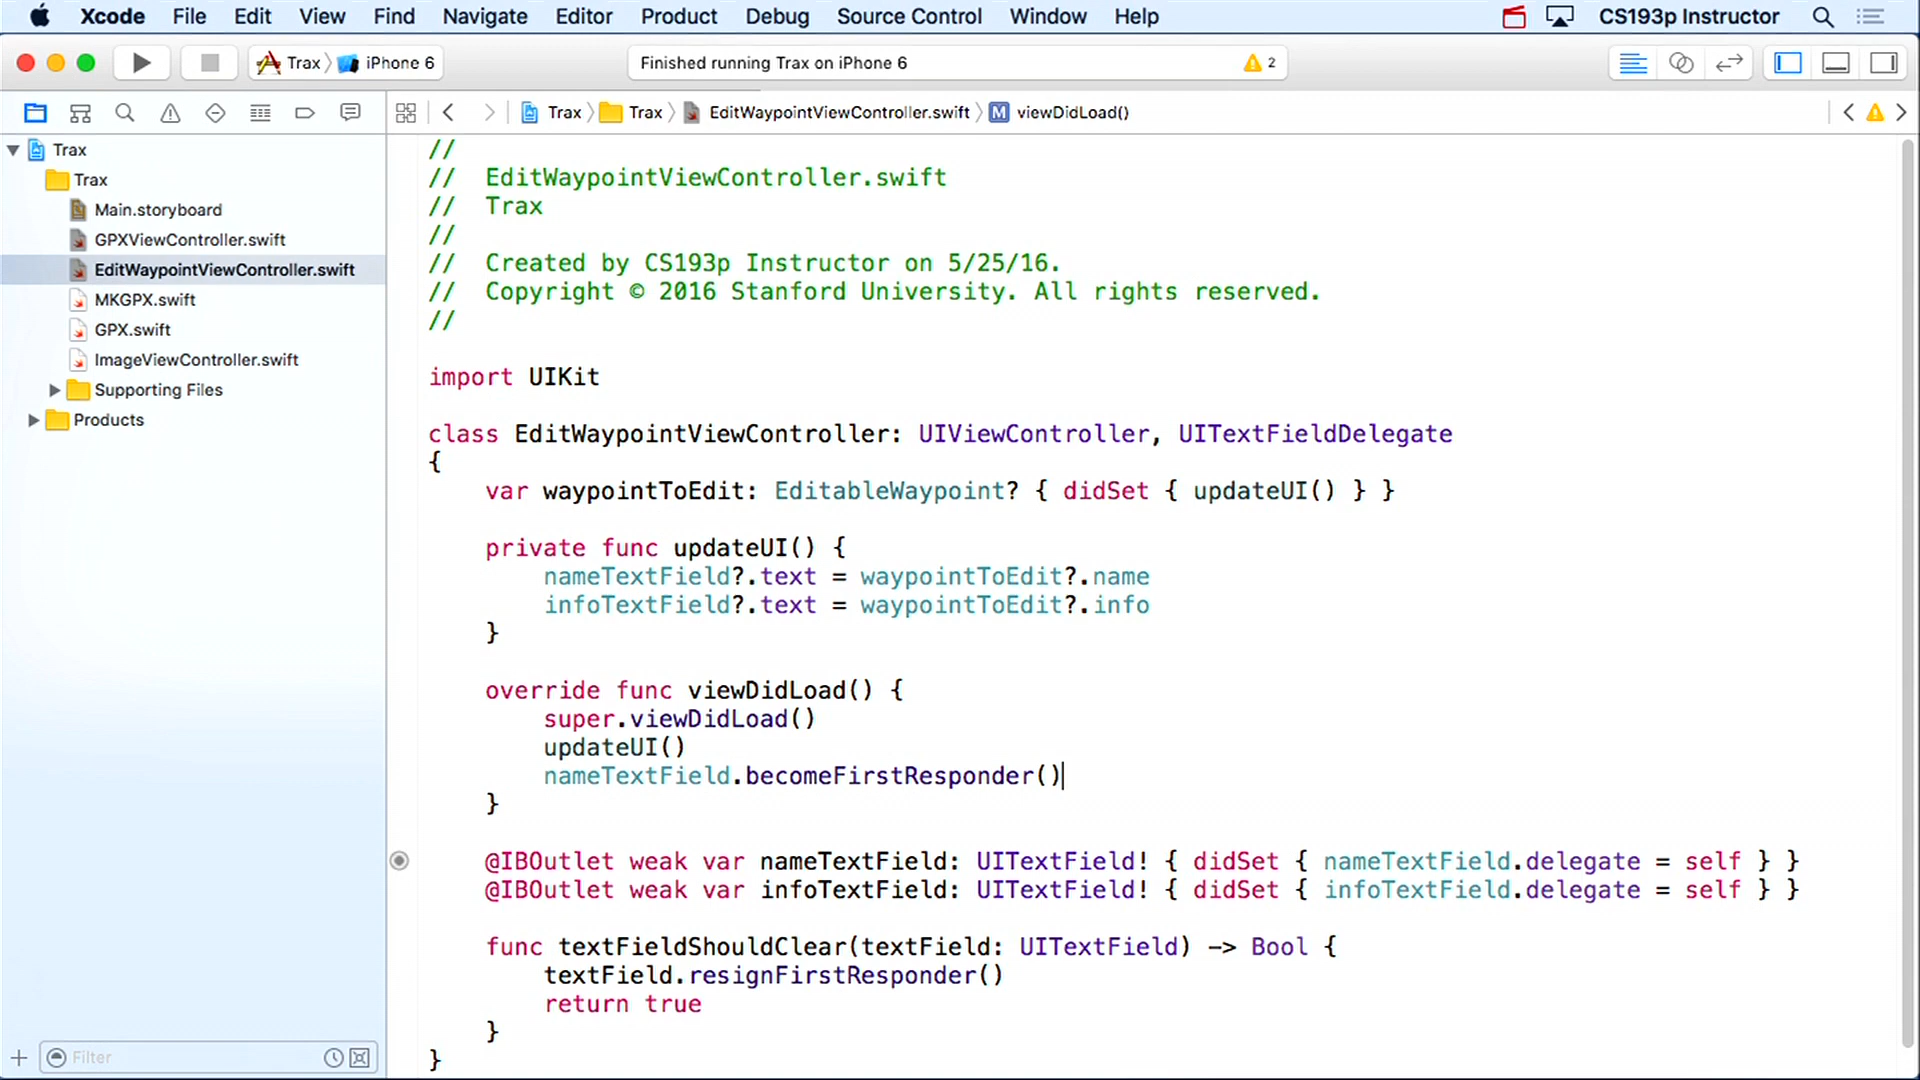 Xcode File Edit View Find Navigate Editor Product Debug Source Control Window Help CS193p Instructor
Trax iPhone 6 Finished running Trax on iPhone 6 2
Trax Trax EditWaypointViewController.swift M viewDidLoad()
Trax
Trax
Main.storyboard
GPXViewController.swift
EditWaypointViewController.swift
MKGPX.swift
GPX.swift
ImageViewController.swift
Supporting Files
Products
Filter
//
//  EditWaypointViewController.swift
//  Trax
//
//  Created by CS193p Instructor on 5/25/16.
//  Copyright © 2016 Stanford University. All rights reserved.
//
import UIKit
class EditWaypointViewController: UIViewController, UITextFieldDelegate
{
    var waypointToEdit: EditableWaypoint? { didSet { updateUI() } }
    private func updateUI() {
        nameTextField?.text = waypointToEdit?.name
        infoTextField?.text = waypointToEdit?.info
    }
    override func viewDidLoad() {
        super.viewDidLoad()
        updateUI()
        nameTextField.becomeFirstResponder()
    }
    @IBOutlet weak var nameTextField: UITextField! { didSet { nameTextField.delegate = self } }
    @IBOutlet weak var infoTextField: UITextField! { didSet { infoTextField.delegate = self } }
    func textFieldShouldClear(textField: UITextField) -> Bool {
        textField.resignFirstResponder()
        return true
    }
}